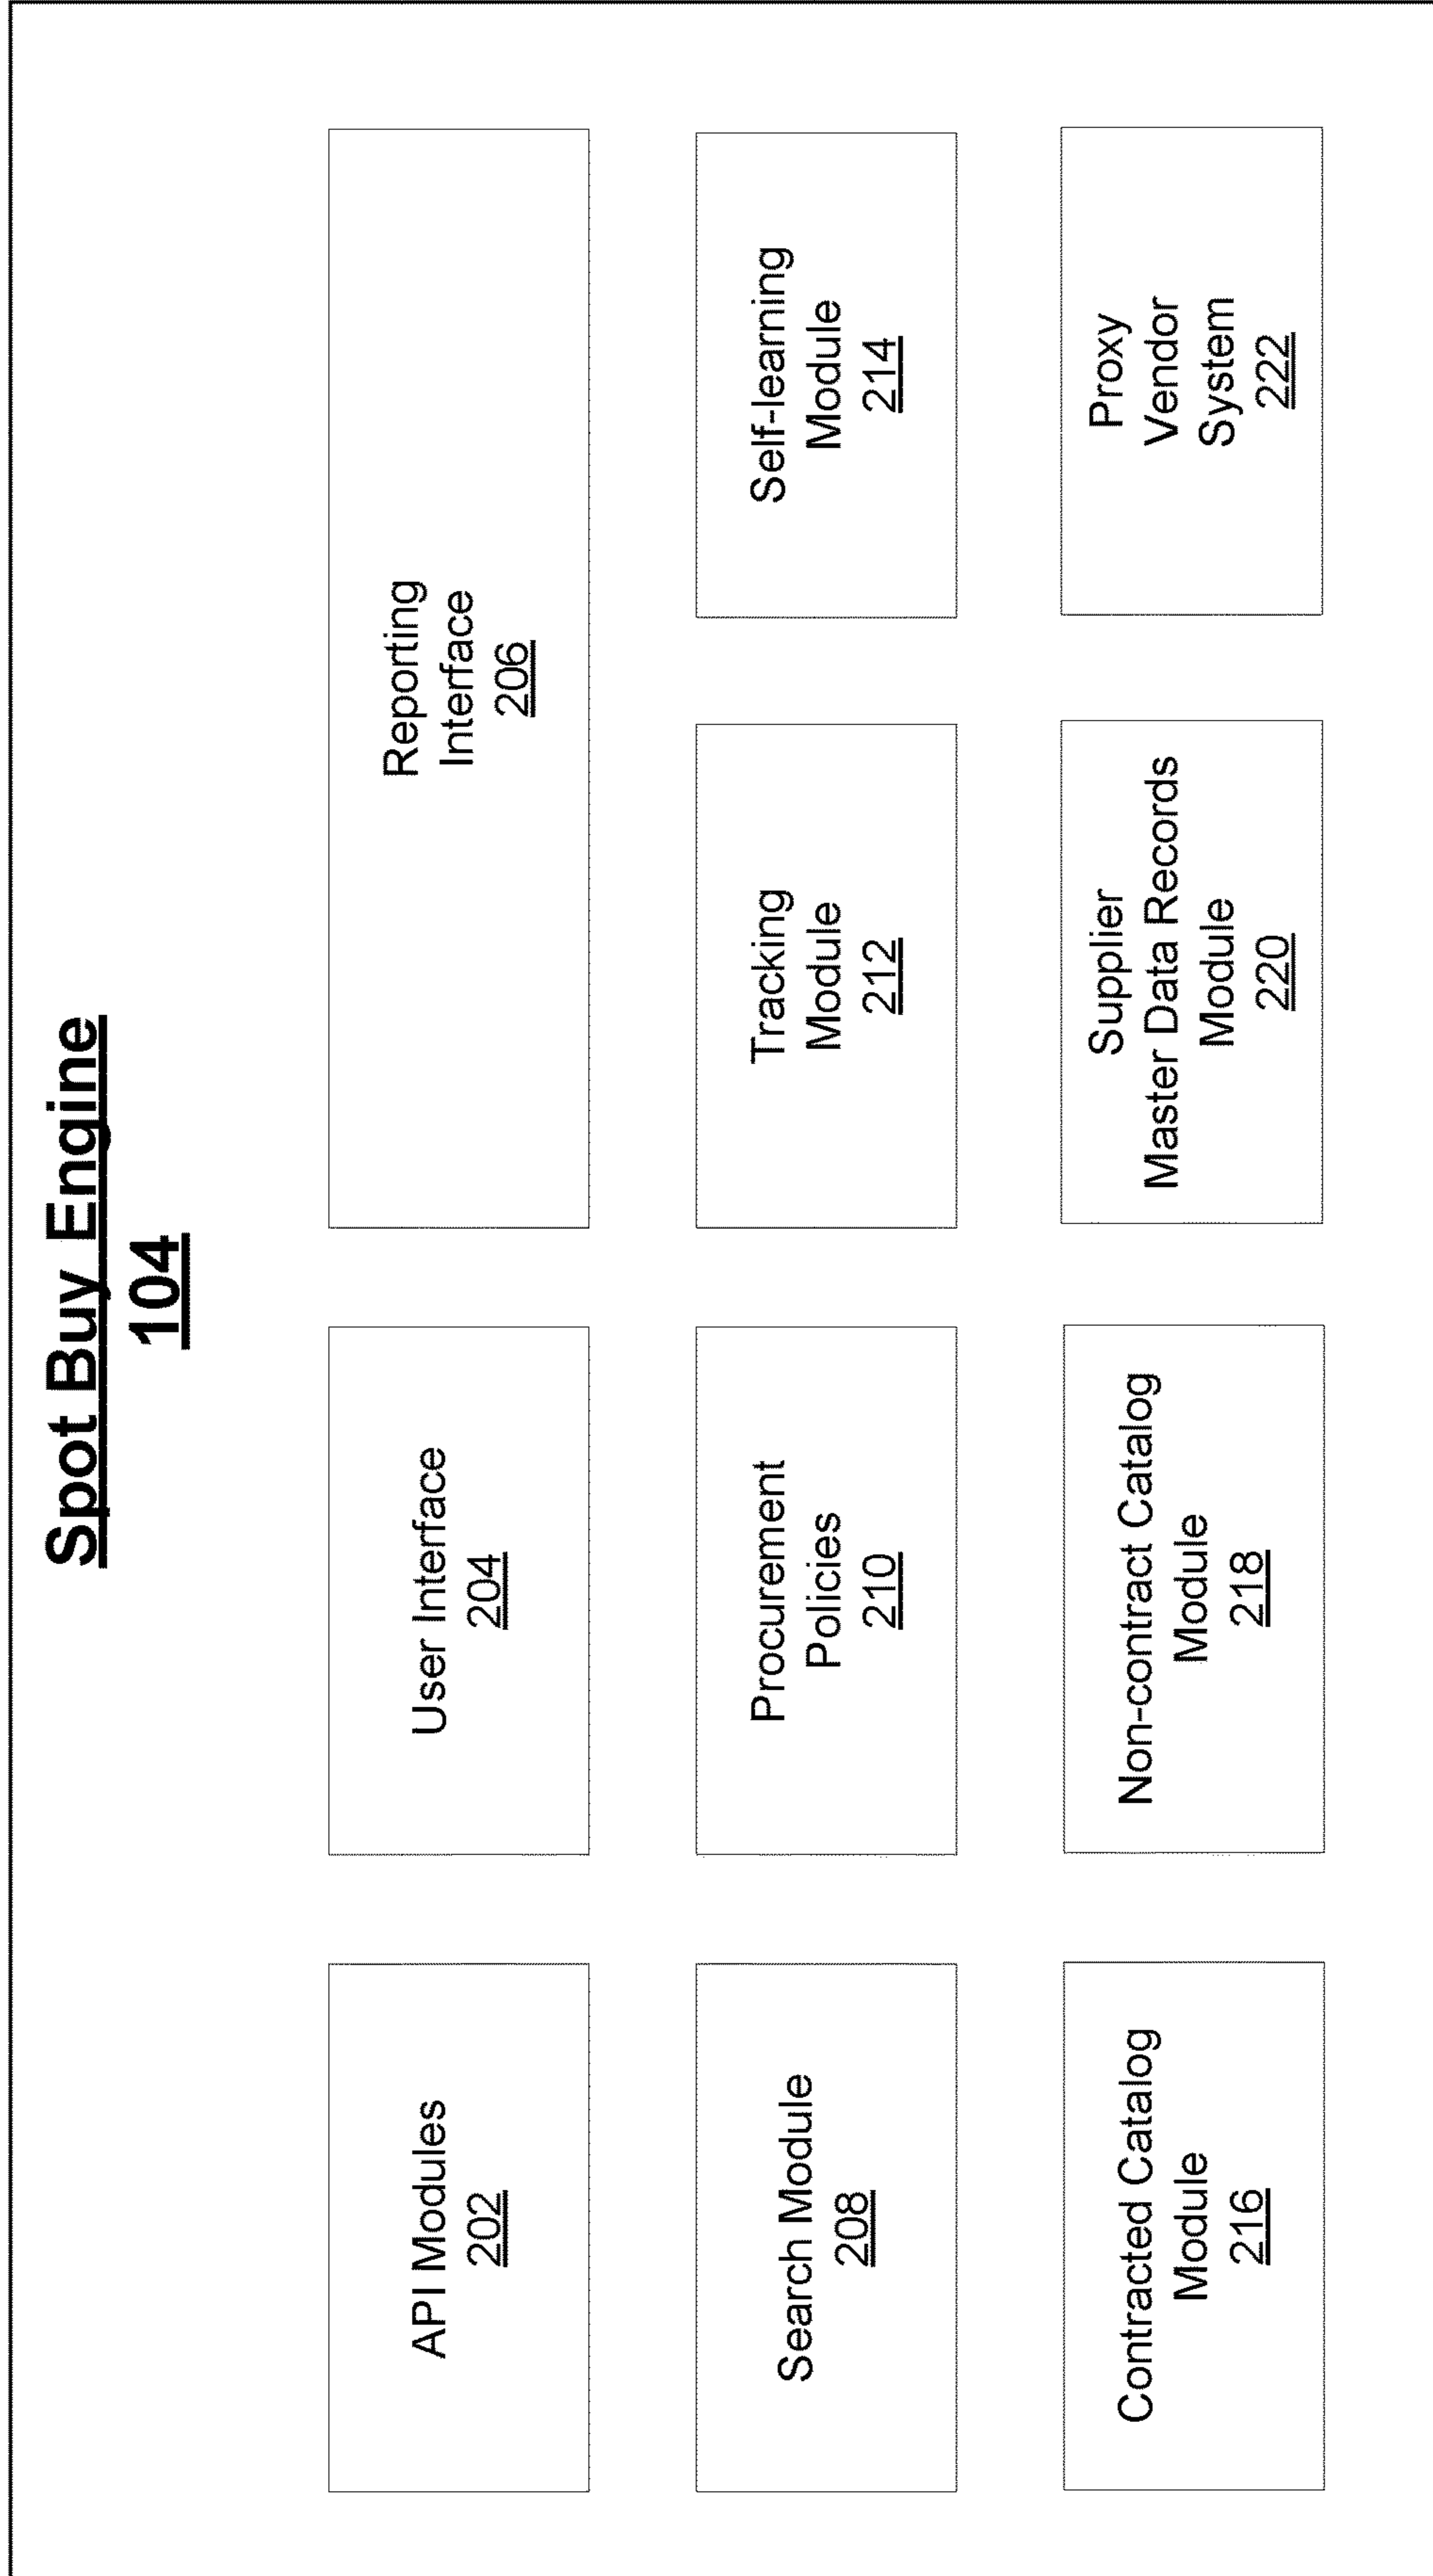 Spot Buy Engine
104
API Modules
202
User Interface
204
Reporting
Interface
206
Search Module
208
Procurement
Policies
210
Tracking
Module
212
Self-learning
Module
214
Contracted Catalog
Module
216
Non-contract Catalog
Module
218
Supplier
Master Data Records
Module
220
Proxy
Vendor
System
222